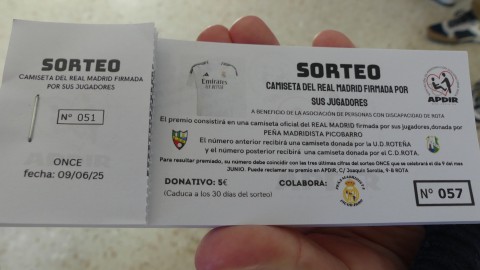 SORTEO
CAMISETA DEL REAL MADRID FIRMADA
POR SUS JUGADORES
Nº 051
ONCE
fecha: 09/06/25
SORTEO
CAMISETA DEL REAL MADRID FIRMADA POR
SUS JUGADORES
A BENEFICIO DE LA ASOCIACIÓN DE PERSONAS CON DISCAPACIDAD DE ROTA
APDIR
Emirates
El premio consistirá en una camiseta oficial del REAL MADRID firmada por sus jugadores,donada por
PEÑA MADRIDISTA PICOBARRO
El número anterior recibirá una camiseta donada por la U.D.ROTEÑA
y el número posterior recibirá una camiseta donada por el C.D.ROTA.
Para resultar premiado, su número debe coincidir con las tres últimas cifras del sorteo ONCE que se celebrará el 9 del mes
JUNIO. Puede reclamar su premio en APDIR, C/ Joaquín Sorolla, 9-B ROTA
DONATIVO: 5€
(Caduca a los 30 días del sorteo)
COLABORA:
Nº 057